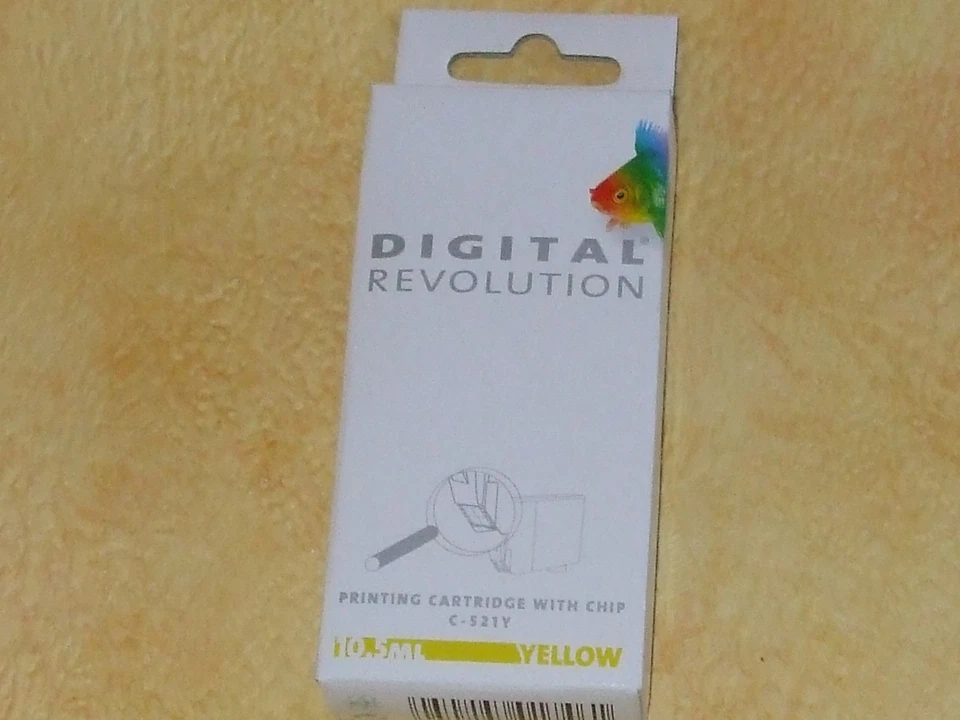 DIGITAL®
REVOLUTION
PRINTING CARTRIDGE WITH CHIP
C-521Y
10.5ML YELLOW